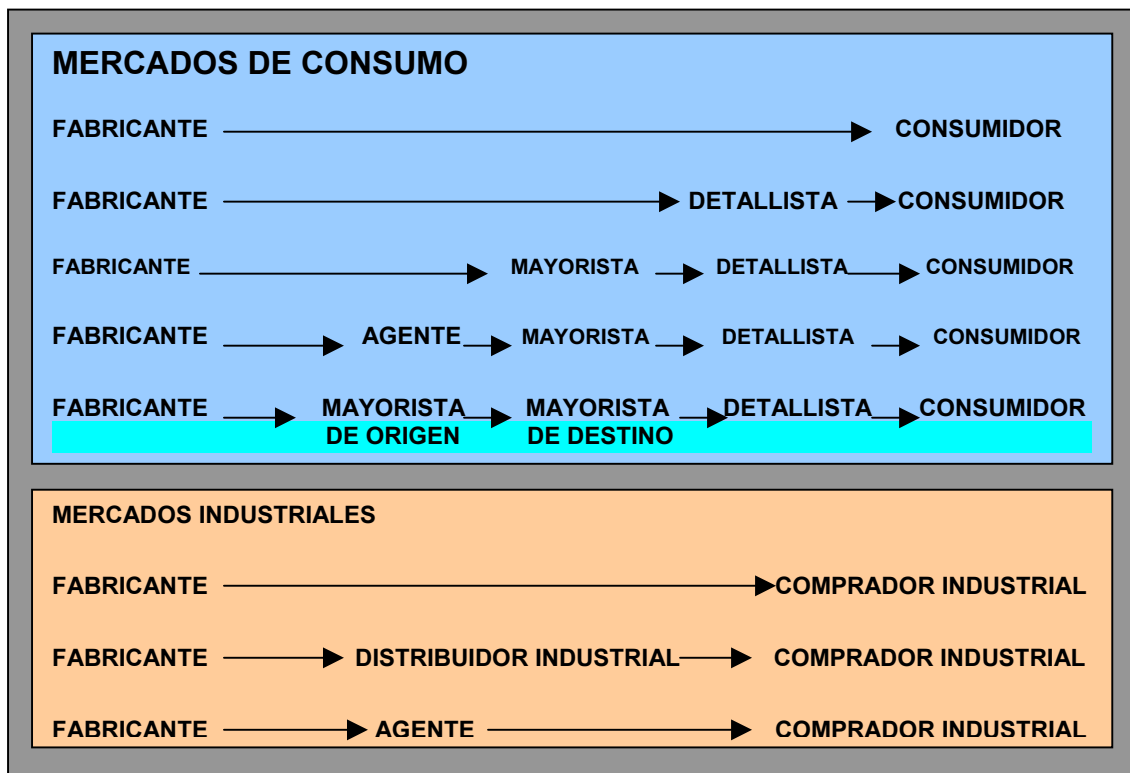 MERCADOS DE CONSUMO
FABRICANTE CONSUMIDOR
FABRICANTE DETALLISTA CONSUMIDOR
FABRICANTE MAYORISTA DETALLISTA CONSUMIDOR
FABRICANTE AGENTE MAYORISTA DETALLISTA CONSUMIDOR
FABRICANTE MAYORISTA MAYORISTA DETALLISTA CONSUMIDOR
DE ORIGEN DE DESTINO
MERCADOS INDUSTRIALES
FABRICANTE COMPRADOR INDUSTRIAL
FABRICANTE DISTRIBUIDOR INDUSTRIAL COMPRADOR INDUSTRIAL
FABRICANTE AGENTE COMPRADOR INDUSTRIAL